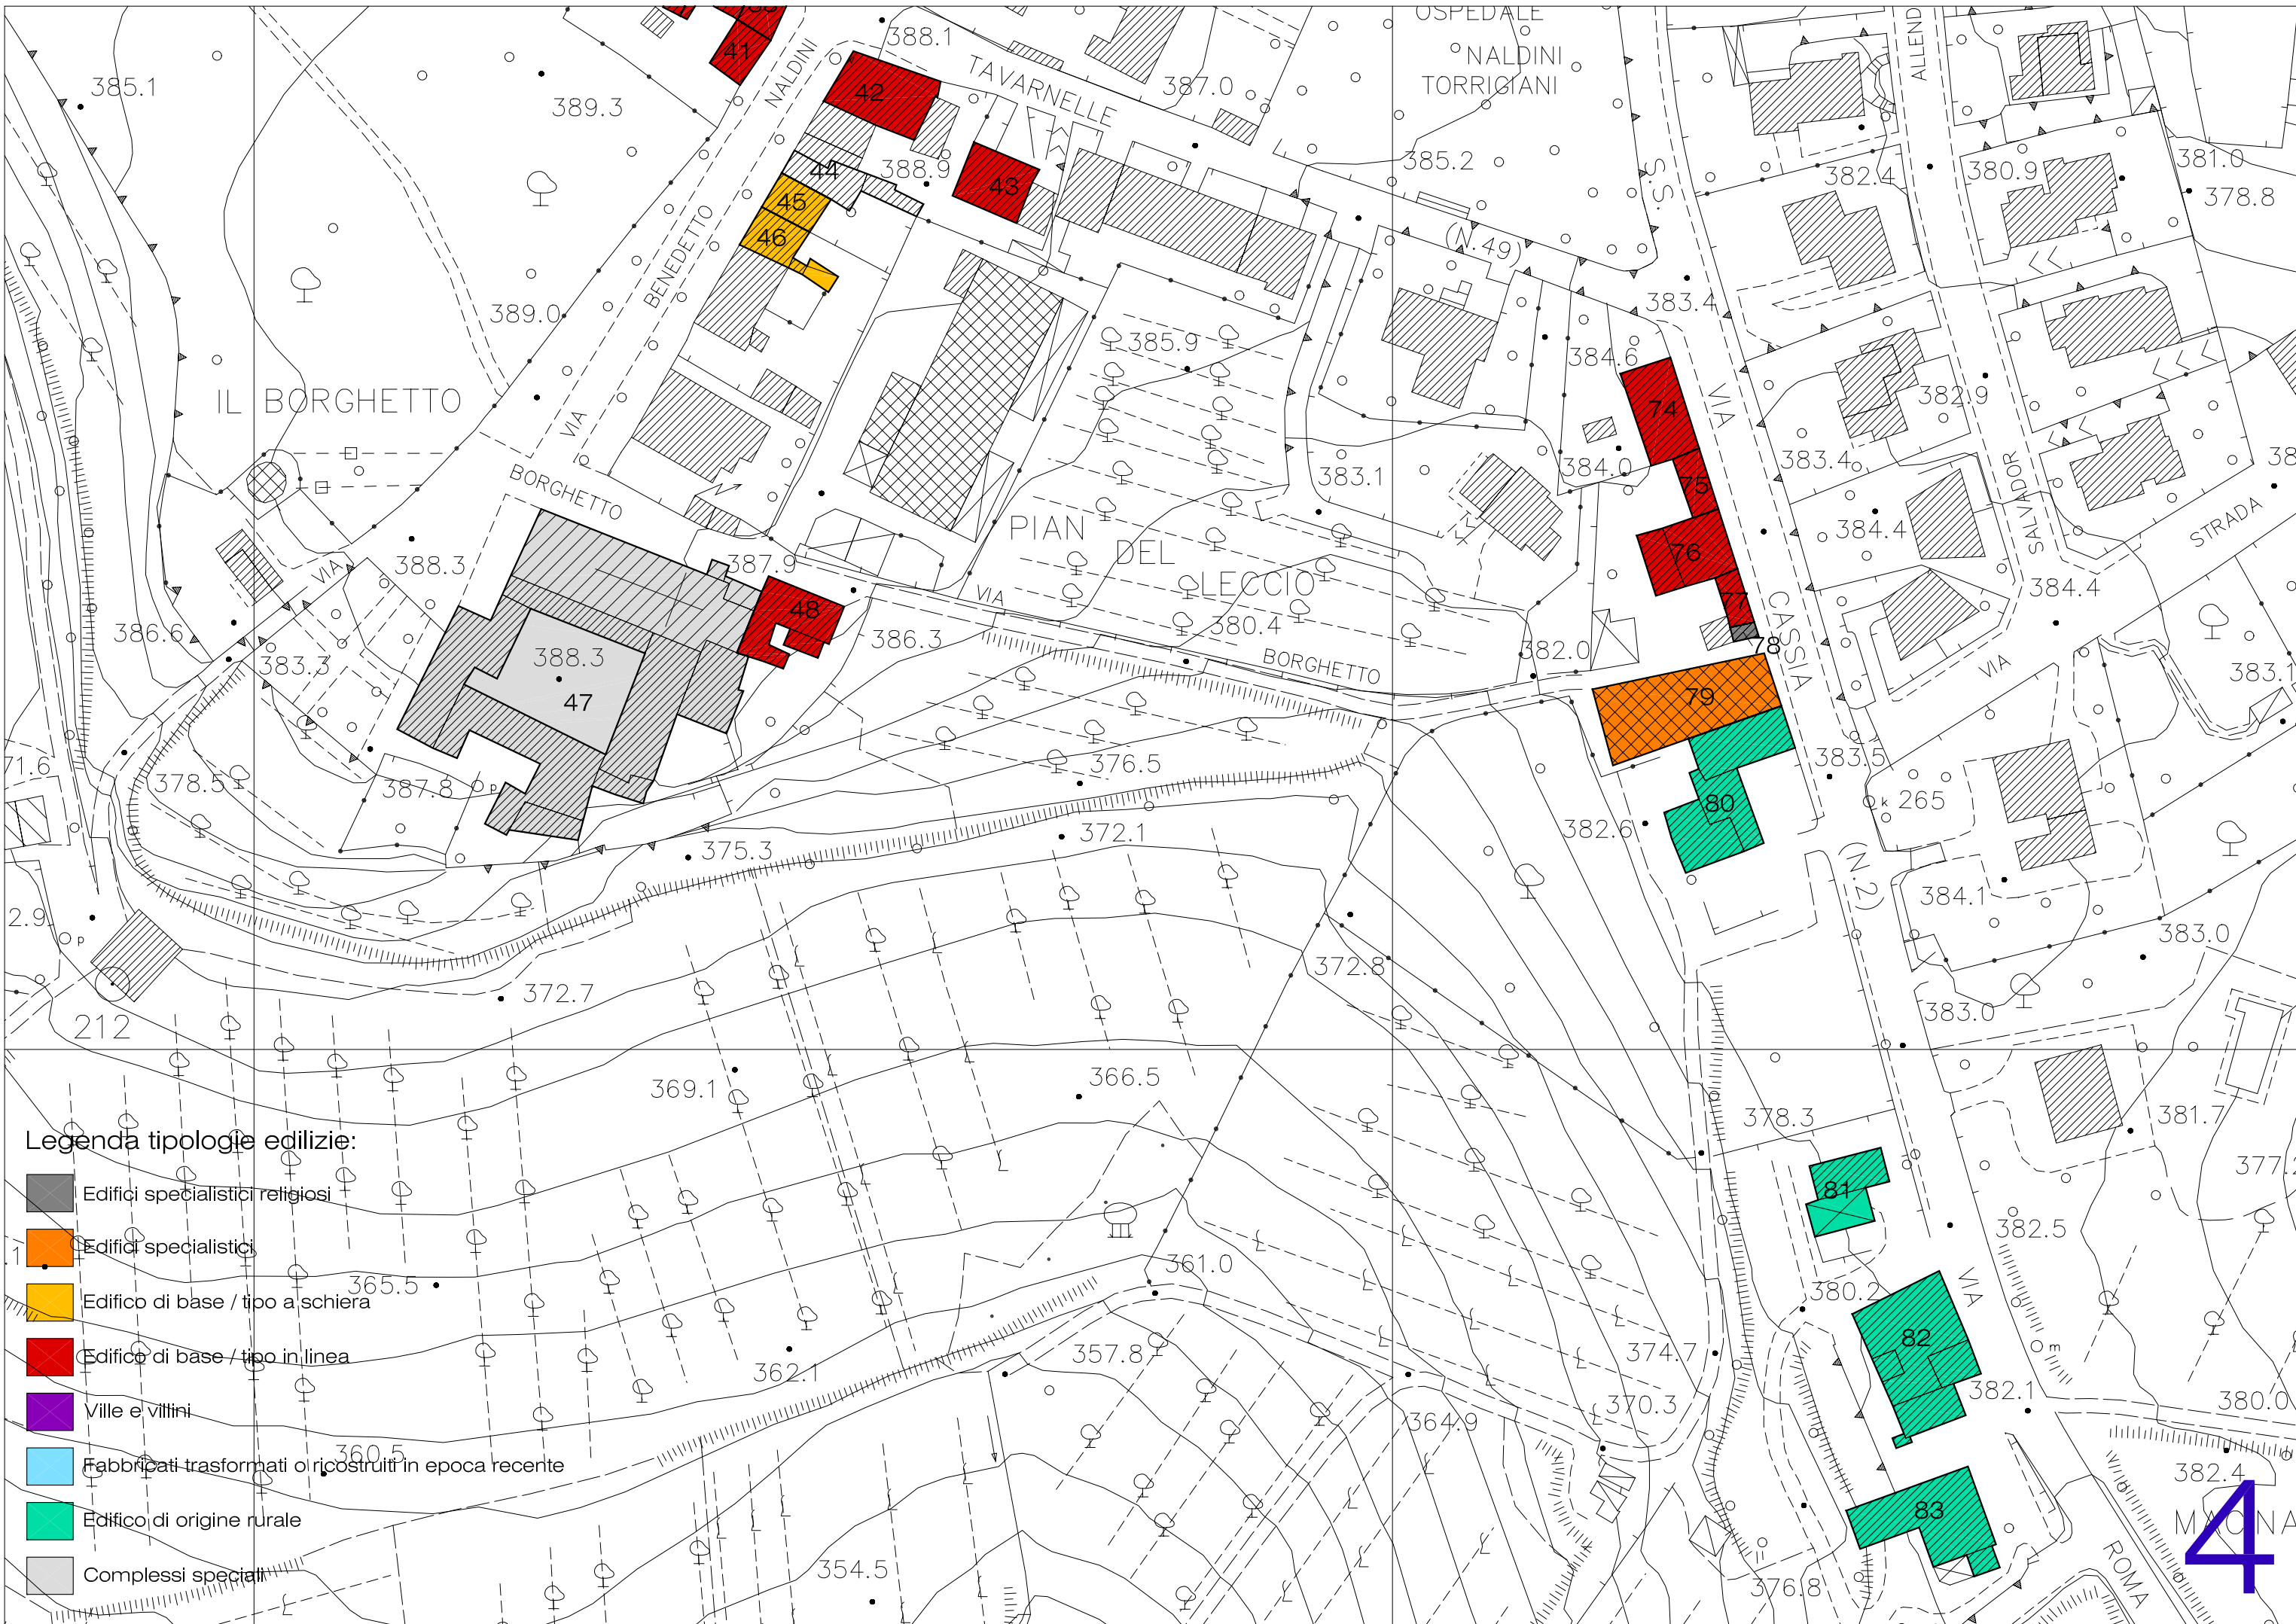 OSPEDALE
NALDINI
TORRIGIANI
41
NALDINI
388.1
TAVARNELLE
387.0
385.1
389.3
42
S.S.
ALLENDE
385.2
382.4
380.9
381.0
378.8
44
388.9
43
45
46
BENEDETTO
(N.49)
389.0
383.4
385.9
384.6
VIA
IL BORGHETTO
VIA
74
382.9
383.4
BORGHETTO
383.1
384.0
75
SALVADOR
STRADA
PIAN
DEL
LECCIO
384.4
76
387.9
VIA
388.3
VIA
48
77
CASSIA
384.4
386.6
386.3
380.4
78
383.3
388.3
BORGHETTO
382.0
VIA
383.1
47
79
71.6
378.5
387.8
p
376.5
383.5
80
k 265
375.3
372.1
382.6
(N.2)
2.9
p
384.1
383.0
372.7
372.8
383.0
212
369.1
366.5
378.3
381.7
Legenda tipologie edilizie:
377.2
Edifici specialistici religiosi
81
382.5
Edifici specialistici
365.5
361.0
380.2
VIA
Edifico di base / tipo a schiera
82
Edifico di base / tipo in linea
362.1
357.8
374.7
m
382.1
380.0
Ville e villini
370.3
364.9
360.5
Fabbricati trasformati o ricostruiti in epoca recente
382.4
Edifico di origine rurale
83
MACINA
4
Complessi speciali
354.5
376.8
ROMA